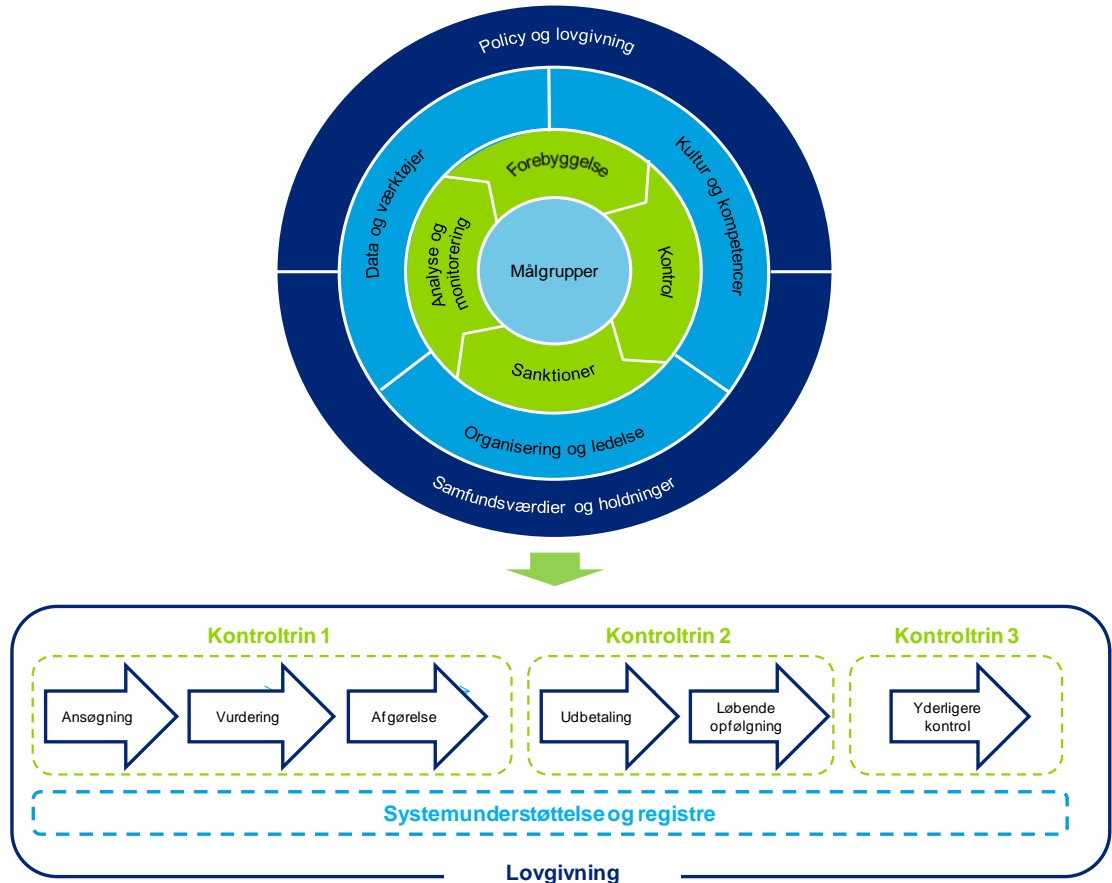 Policy og lovgivning
Data og værktøjer
Kultur og kompetencer
Forebyggelse
Analyse og
monitorering
Målgrupper
Kontrol
Sanktioner
Organisering og ledelse
Samfundsværdier og holdninger
Kontroltrin 1
Kontroltrin 2
Kontroltrin 3
Ansøgning
Vurdering
Afgørelse
Udbetaling
Løbende
opfølgning
Yderligere
kontrol
Systemunderstøttelse og registre
Lovgivning